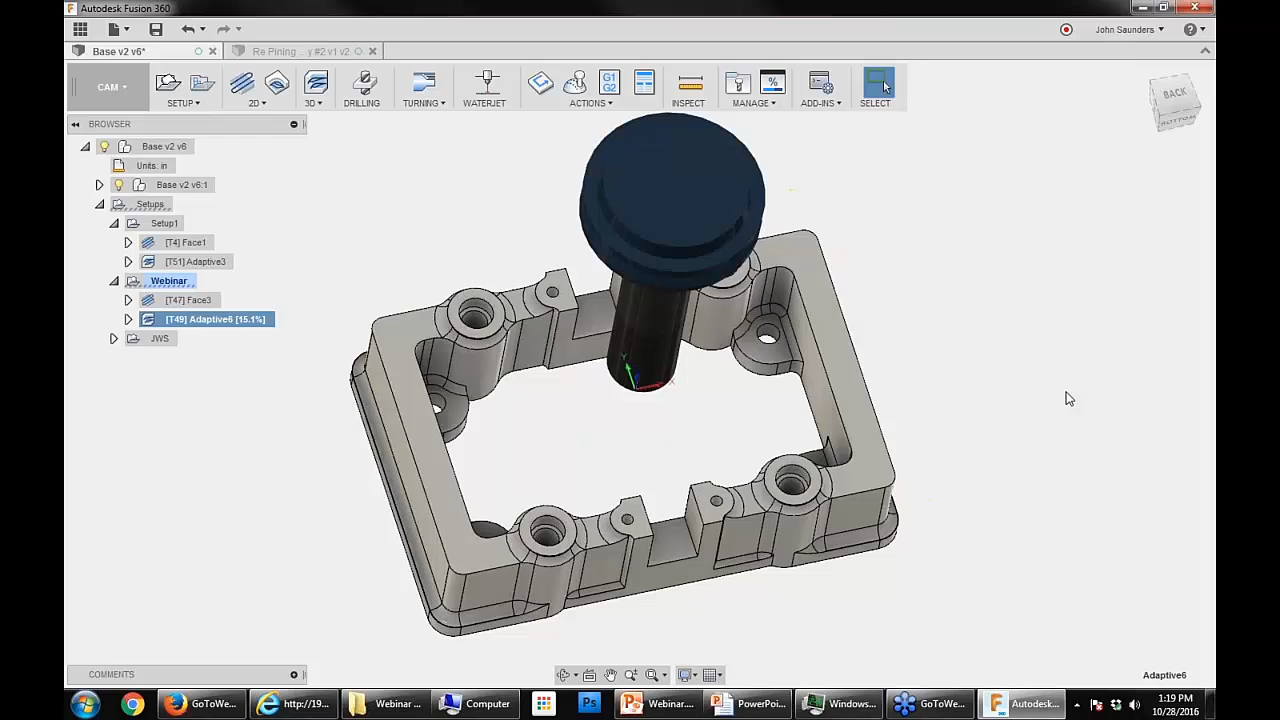 Autodesk Fusion 360
John Saunders
Base v2 v6*
Re Pining ...y #2 v1 v2
CAM
SETUP
2D
3D
DRILLING
TURNING
WATERJET
G1
G2
ACTIONS
INSPECT
%
MANAGE
ADD-INS
SELECT
BACK
BOTTOM
BROWSER
Base v2 v6
Units: in
Base v2 v6:1
Setups
Setup1
[T4] Face1
[T51] Adaptive3
Webinar
[T47] Face3
[T49] Adaptive6 [15.1%]
JWS
Y
X
COMMENTS
Adaptive6
GoToWe...
http://19...
Webinar ...
Computer
Ps
Webinar....
PowerPoi...
Windows...
GoToWe...
Autodesk...
1:19 PM
10/28/2016